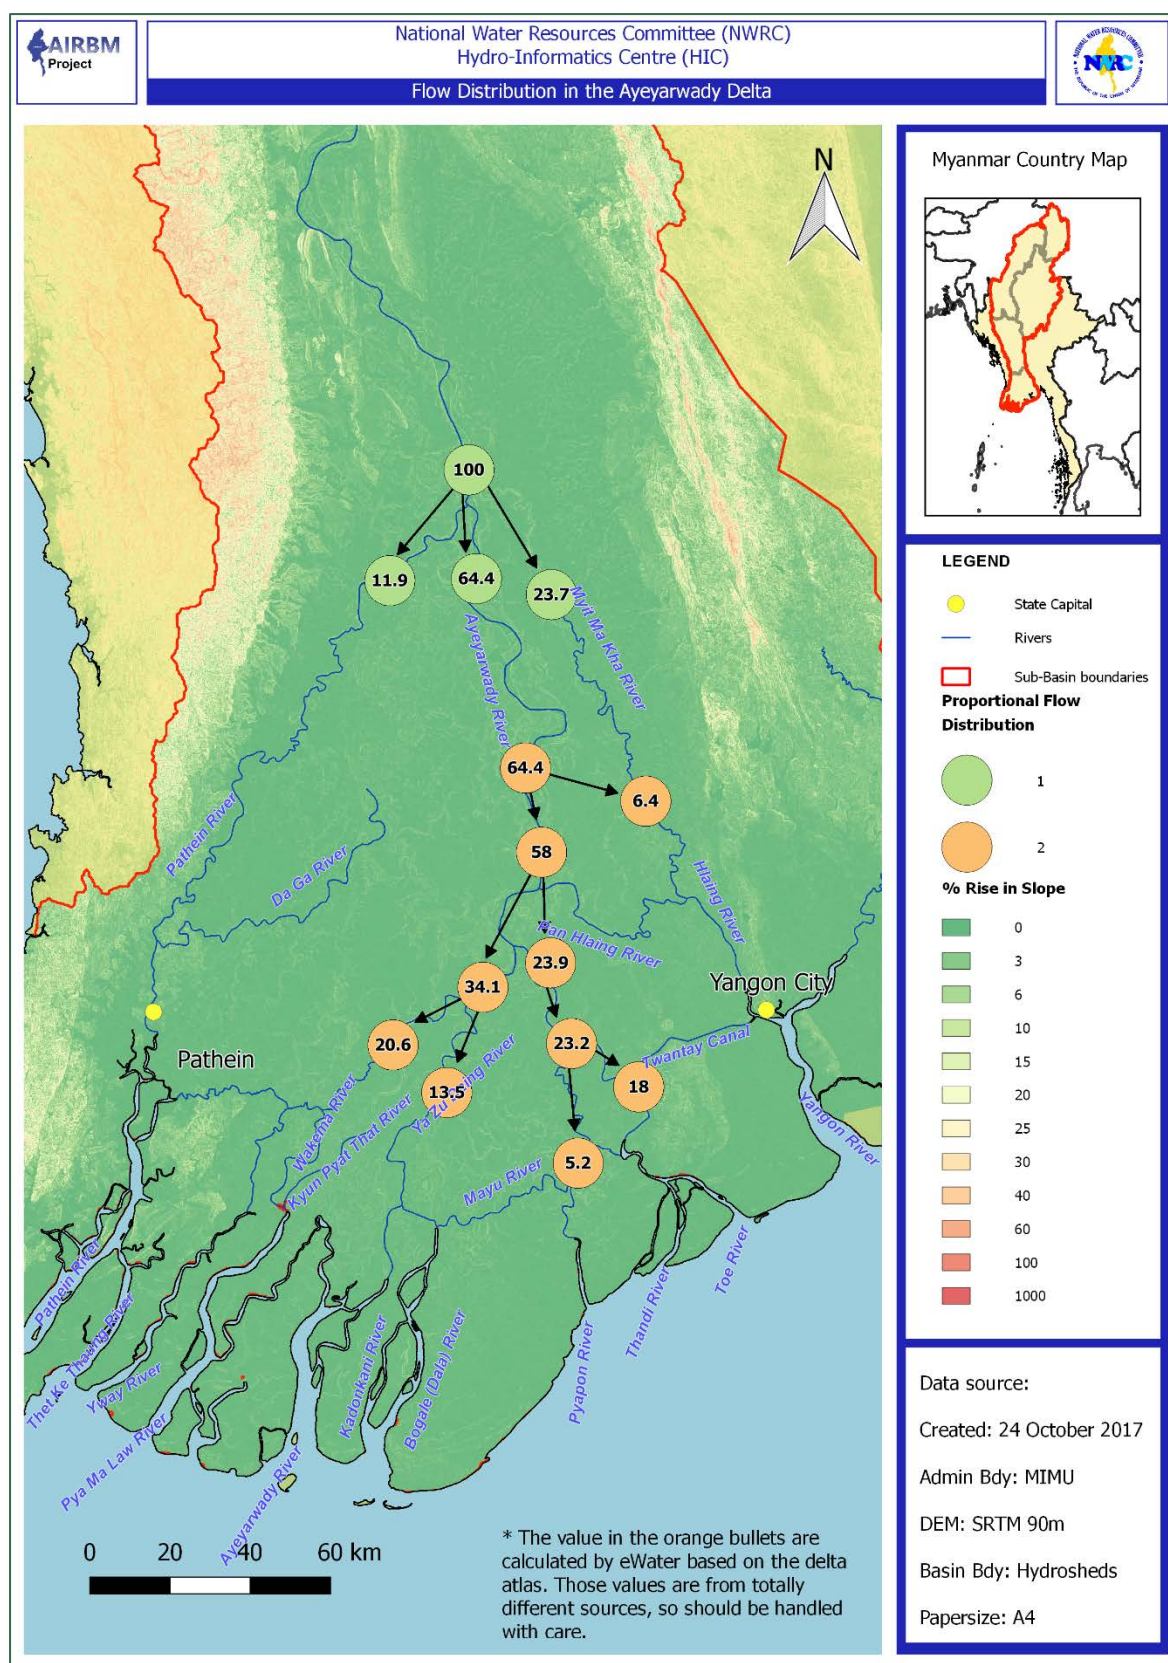 AIRBM
Project
National Water Resources Committee (NWRC)
Hydro-Informatics Centre (HIC)
Flow Distribution in the Ayeyarwady Delta
NWRC
N
100
11.9
64.4
23.7
Myit Ma Kha River
Ayeyarwady River
64.4
6.4
58
Pathein River
Da Ga River
Hlaing River
Pan Hlaing River
23.9
34.1
Yangon City
20.6
23.2
Twantay Canal
18
13.5
Pathein
Wakema River
Kyun Pyat That River
Yangon River
5.2
Mayu River
Pathein River
Thet Ke Thaung River
Yway River
Pya Ma Law River
Ayeyarwady River
Kadonkani River
Bogale (Dala) River
Pyapon River
Thandi River
Toe River
0 20 40 60 km
* The value in the orange bullets are
calculated by eWater based on the delta
atlas. Those values are from totally
different sources, so should be handled
with care.
Myanmar Country Map
LEGEND
State Capital
Rivers
Sub-Basin boundaries
Proportional Flow
Distribution
1
2
% Rise in Slope
0
3
6
10
15
20
25
30
40
60
100
1000
Data source:
Created: 24 October 2017
Admin Bdy: MIMU
DEM: SRTM 90m
Basin Bdy: Hydrosheds
Papersize: A4